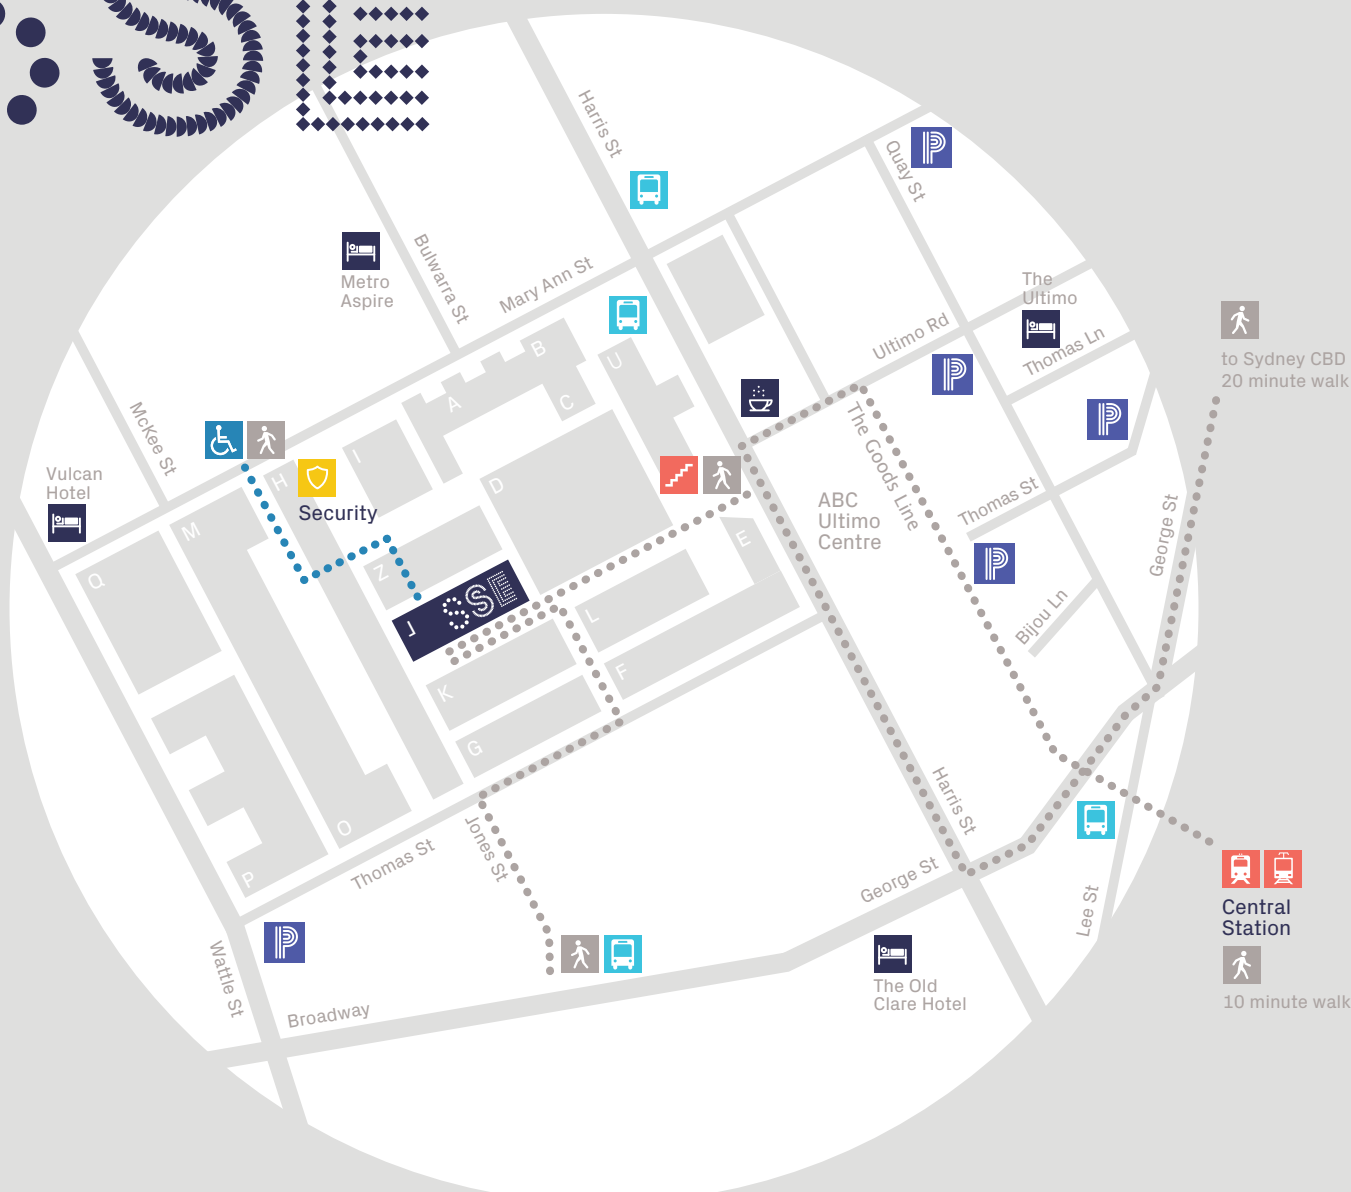 SLE
Harris St
Quay St
Metro
Aspire
Bulwarra St
Mary Ann St
The
Ultimo
Ultimo Rd
Thomas Ln
to Sydney CBD
20 minute walk
McKee St
B
U
A
C
The Goods Line
Vulcan
Hotel
H
I
Security
D
ABC
Ultimo
Centre
Thomas St
George St
M
E
Q
Z
J
SSE
L
Bijou Ln
K
F
G
Harris St
O
Thomas St
Jones St
P
George St
P
P
P
P
P
Central
Station
Lee St
Wattle St
The Old
Clare Hotel
10 minute walk
Broadway